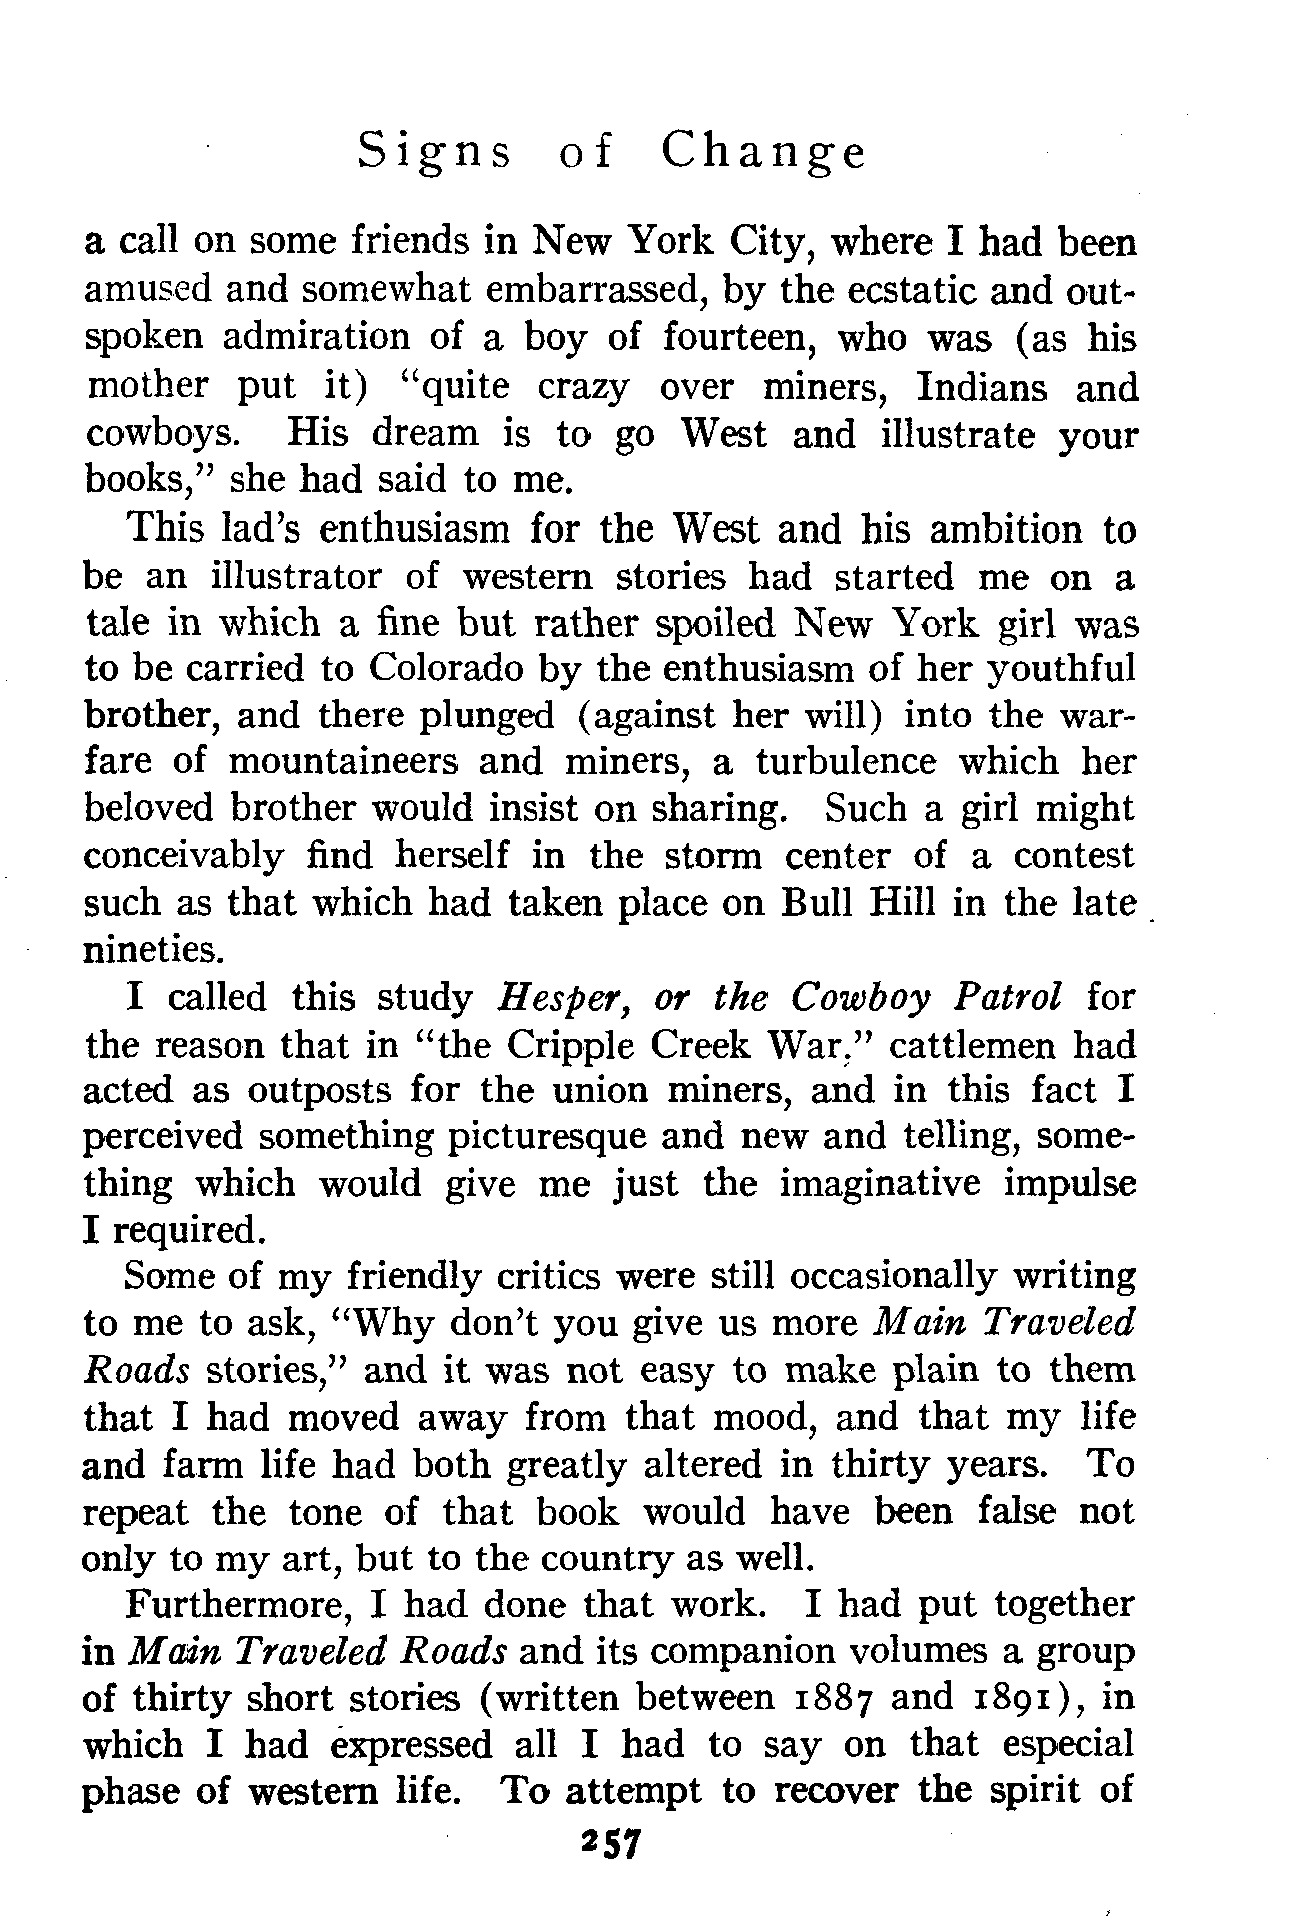 Signs of Change
a call on some friends in New York City, where I had been
amused and somewhat embarrassed, by the ecstatic and out-
spoken admiration of a boy of fourteen, who was (as his
mother put it) “quite crazy over miners, Indians and
cowboys. His dream is to go West and illustrate your
books,” she had said to me.
This lad’s enthusiasm for the West and his ambition to
be an illustrator of western stories had started me on a
tale in which a fine but rather spoiled New York girl was
to be carried to Colorado by the enthusiasm of her youthful
brother, and there plunged (against her will) into the war-
fare of mountaineers and miners, a turbulence which her
beloved brother would insist on sharing. Such a girl might
conceivably find herself in the storm center of a contest
such as that which had taken place on Bull Hill in the late
nineties.
I called this study Hesper, or the Cowboy Patrol for
the reason that in “the Cripple Creek War,” cattlemen had
acted as outposts for the union miners, and in this fact I
perceived something picturesque and new and telling, some-
thing which would give me just the imaginative impulse
I required.
Some of my friendly critics were still occasionally writing
to me to ask, “Why don’t you give us more Main Traveled
Roads stories,” and it was not easy to make plain to them
that I had moved away from that mood, and that my life
and farm life had both greatly altered in thirty years. To
repeat the tone of that book would have been false not
only to my art, but to the country as well.
Furthermore, I had done that work. I had put together
in Main Traveled Roads and its companion volumes a group
of thirty short stories (written between 1887 and 1891), in
which I had expressed all I had to say on that especial
phase of western life. To attempt to recover the spirit of
257